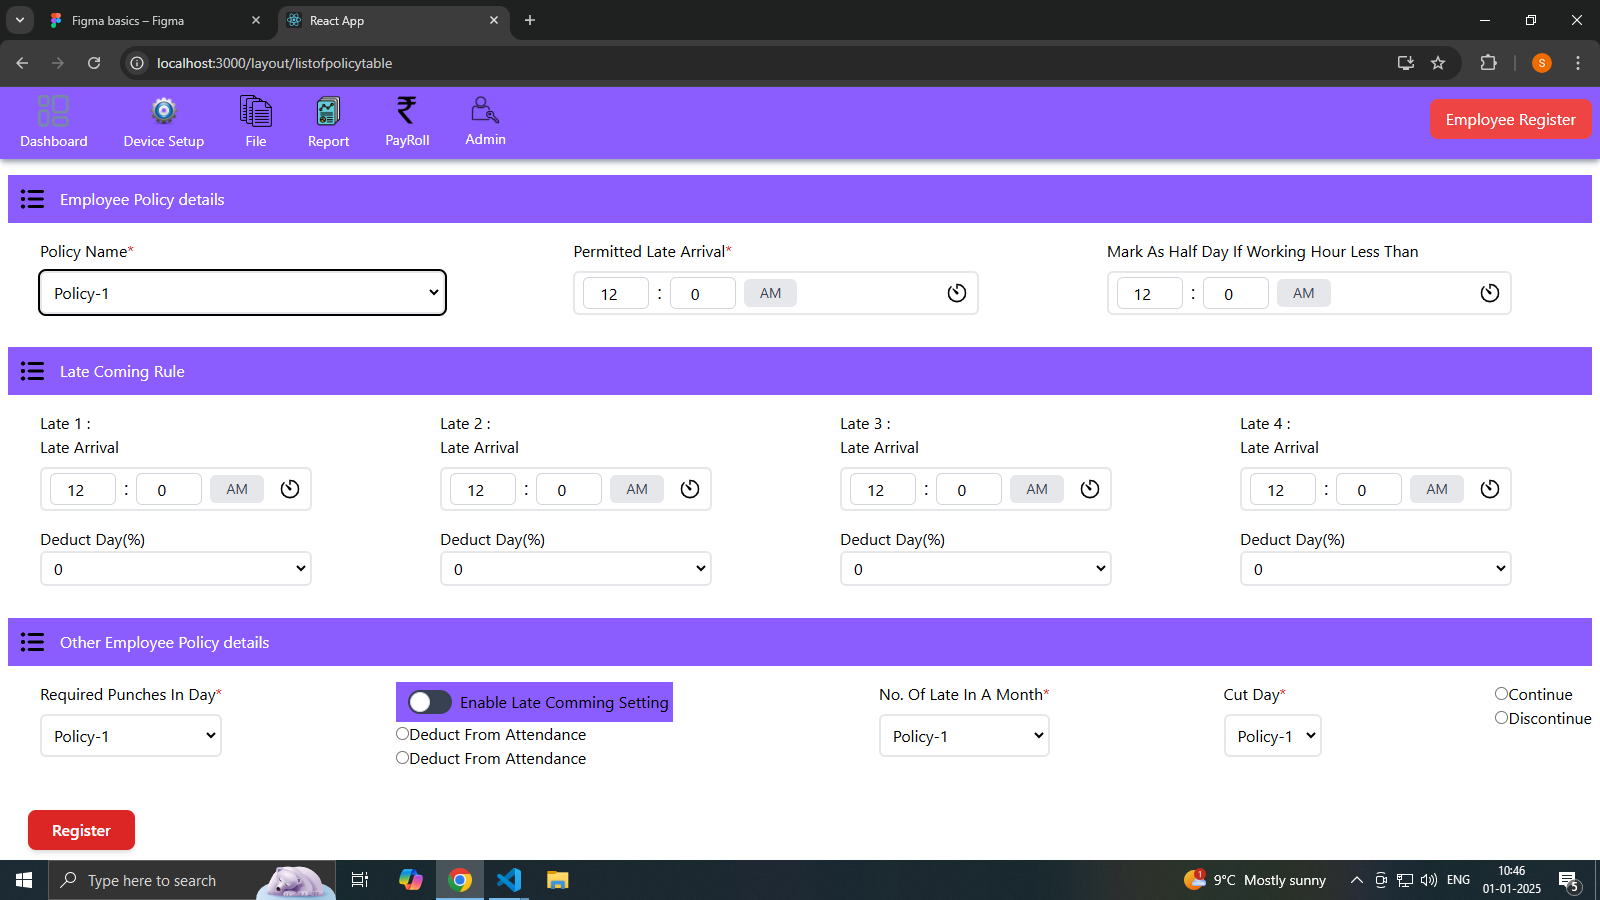 Figma basics – Figma
React App
localhost:3000/layout/listofpolicytable
S
Dashboard
Device Setup
File
Report
PayRoll
Admin
Employee Register
Employee Policy details
Policy Name*
Permitted Late Arrival*
Mark As Half Day If Working Hour Less Than
Policy-1
12 : 0 AM
12 : 0 AM
Late Coming Rule
Late 1 :
Late 2 :
Late 3 :
Late 4 :
Late Arrival
Late Arrival
Late Arrival
Late Arrival
12 : 0 AM
12 : 0 AM
12 : 0 AM
12 : 0 AM
Deduct Day(%)
Deduct Day(%)
Deduct Day(%)
Deduct Day(%)
0
0
0
0
Other Employee Policy details
Required Punches In Day*
Policy-1
Enable Late Comming Setting
Deduct From Attendance
Deduct From Attendance
No. Of Late In A Month*
Policy-1
Cut Day*
Policy-1
Continue
Discontinue
Register
Type here to search
1
9°C Mostly sunny
ENG
10:46
01-01-2025
5